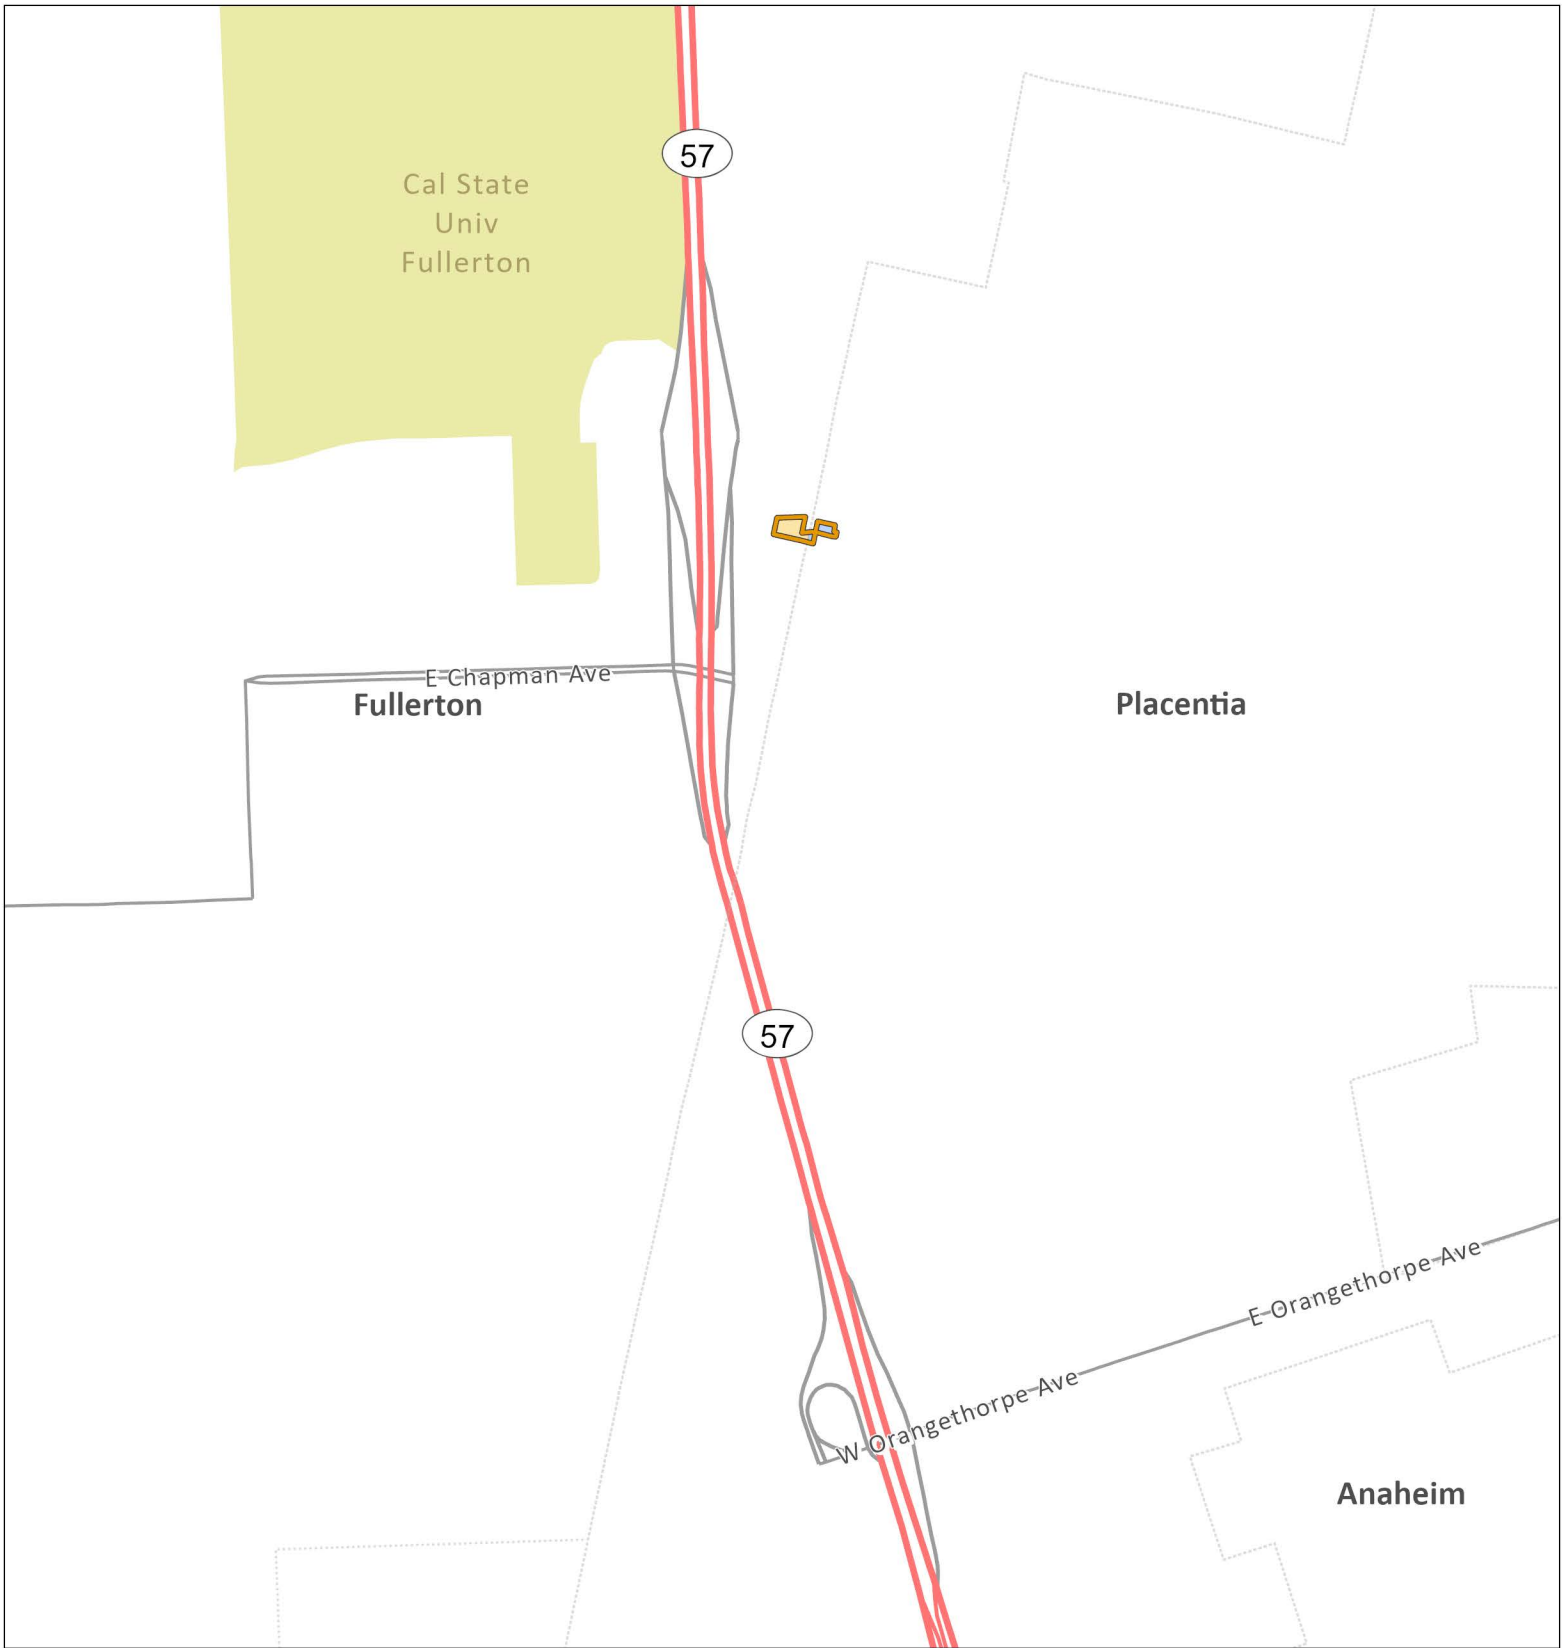 57
Cal State
Univ
Fullerton
E Chapman Ave
Fullerton
Placentia
57
E Orangethorpe Ave
W Orangethorpe Ave
Anaheim